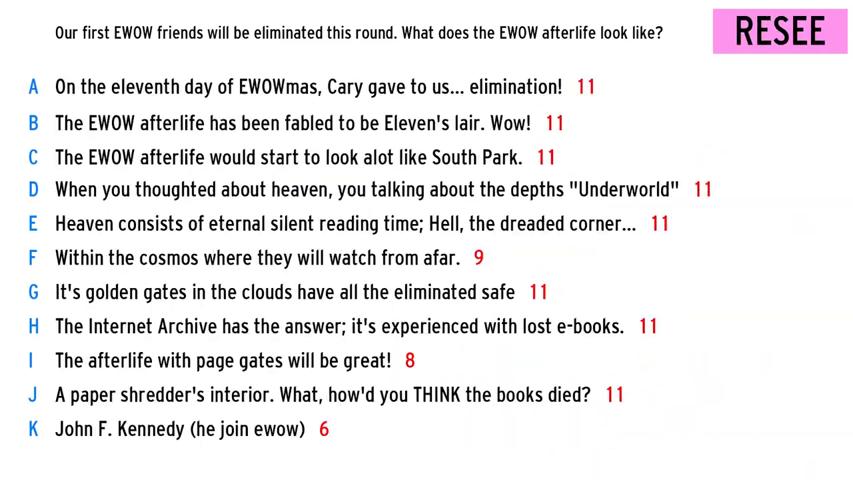 Our first EWOW friends will be eliminated this round. What does the EWOW afterlife look like?
RESEE
A On the eleventh day of EWOWmas, Cary gave to us... elimination! 11
B The EWOW afterlife has been fabled to be Eleven's lair. Wow! 11
C The EWOW afterlife would start to look alot like South Park. 11
D When you thoughted about heaven, you talking about the depths "Underworld" 11
E Heaven consists of eternal silent reading time; Hell, the dreaded corner... 11
F Within the cosmos where they will watch from afar. 9
G It's golden gates in the clouds have all the eliminated safe 11
H The Internet Archive has the answer; it's experienced with lost e-books. 11
I The afterlife with page gates will be great! 8
J A paper shredder's interior. What, how'd you THINK the books died? 11
K John F. Kennedy (he join ewow) 6